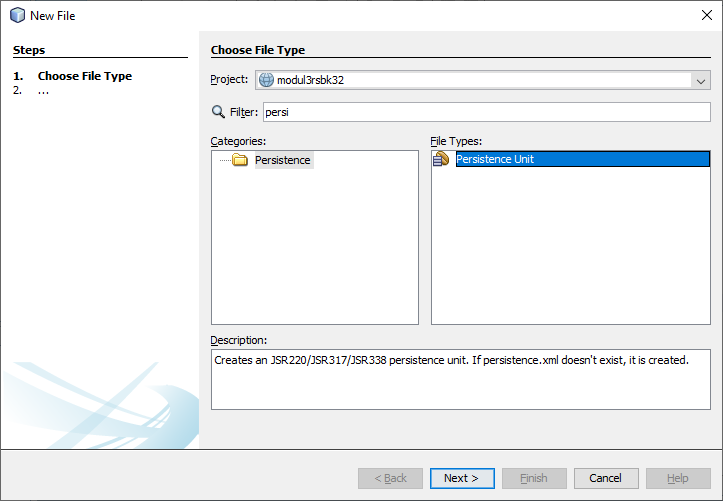 New File
Steps
1. Choose File Type
2. ...
Choose File Type
Project: modul3rsbk32
Filter: persi
Categories:
File Types:
Persistence
Persistence Unit
Description:
Creates an JSR220/JSR317/JSR338 persistence unit. If persistence.xml doesn't exist, it is created.
< Back
Next >
Finish
Cancel
Help